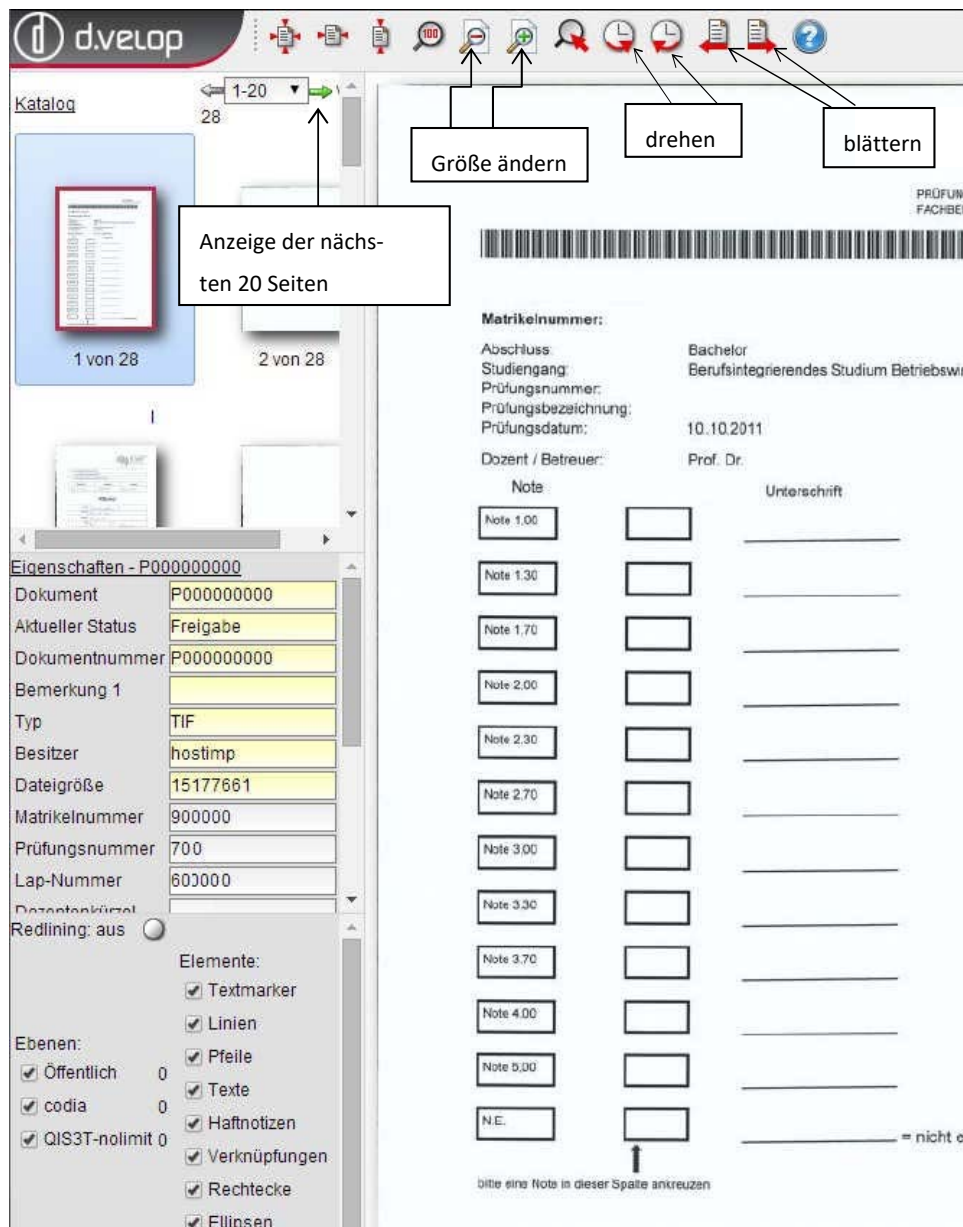 d.velop
100
?
Katalog
1-20
28
Größe ändern
drehen
blättern
Anzeige der nächs-
ten 20 Seiten
1 von 28
2 von 28
Eigenschaften - P000000000
Dokument P000000000
Aktueller Status Freigabe
Dokumentnummer P000000000
Bemerkung 1
Typ TIF
Besitzer hostimp
Dateigröße 15177661
Matrikelnummer 900000
Prüfungsnummer 700
Lap-Nummer 600000
Dozentenkürzel
Redlining: aus
Elemente:
Textmarker
Linien
Pfeile
Texte
Haftnotizen
Verknüpfungen
Rechtecke
Ellipsen
Ebenen:
Öffentlich 0
codia 0
QIS3T-nolimit 0
PRÜFUN
FACHBE
Matrikelnummer:
Abschluss: Bachelor
Studiengang: Berufsintegrierendes Studium Betriebswi
Prüfungsnummer:
Prüfungsbezeichnung:
Prüfungsdatum: 10.10.2011
Dozent / Betreuer: Prof. Dr.
Note Unterschrift
Note 1,00
Note 1,30
Note 1,70
Note 2,00
Note 2,30
Note 2,70
Note 3,00
Note 3,30
Note 3,70
Note 4,00
Note 5,00
N.E. = nicht e
bitte eine Note in dieser Spalte ankreuzen